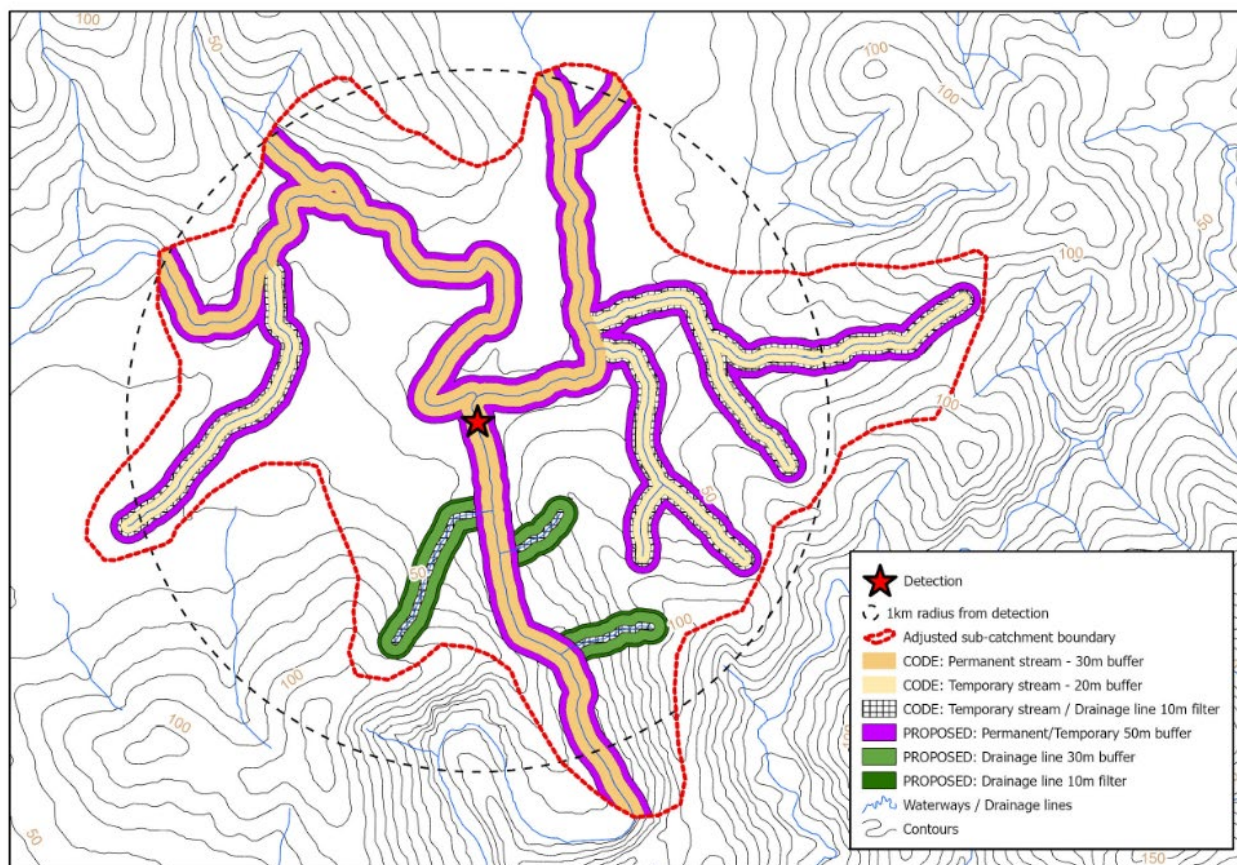 100
50
100
100
100
50
100
100
50
50
100
100
100
50
150
Detection
1km radius from detection
Adjusted sub-catchment boundary
CODE: Permanent stream - 30m buffer
CODE: Temporary stream - 20m buffer
CODE: Temporary stream / Drainage line 10m filter
PROPOSED: Permanent/Temporary 50m buffer
PROPOSED: Drainage line 30m buffer
PROPOSED: Drainage line 10m filter
Waterways / Drainage lines
Contours